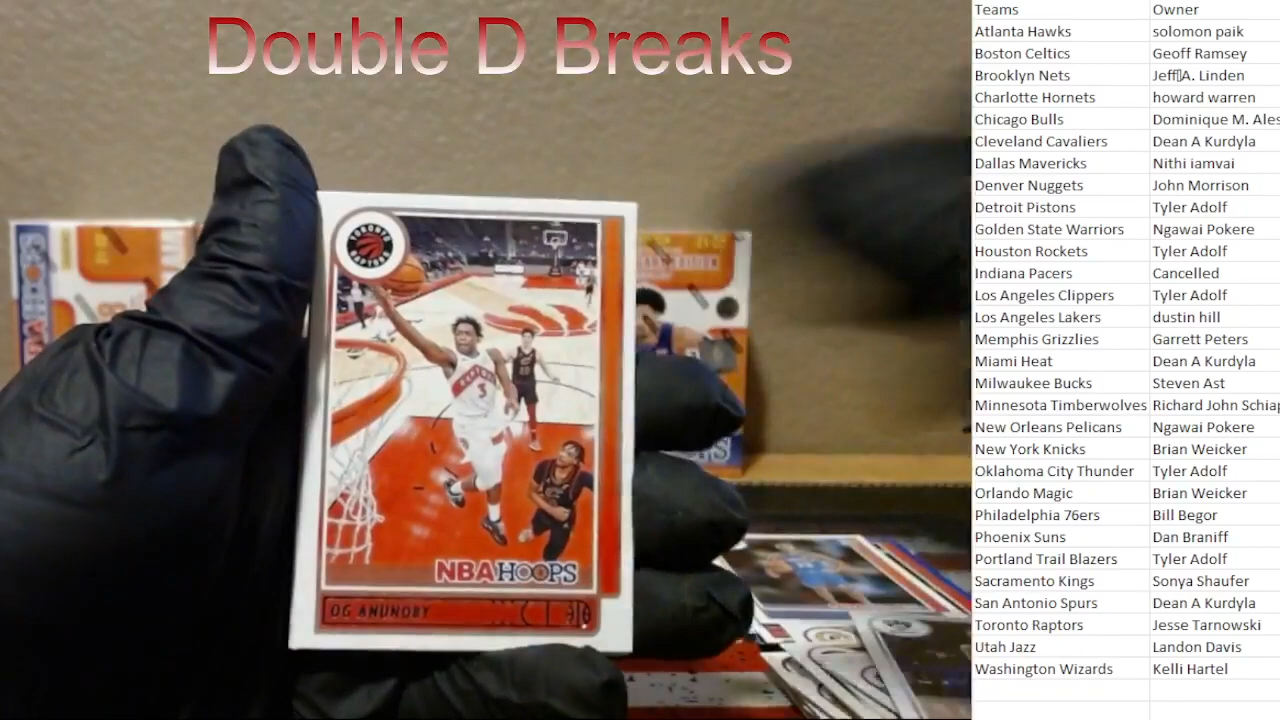 Double D Breaks
TORONTO
RAPTORS
3
NBA HOOPS
OG ANUNOBY
Teams Owner
Atlanta Hawks solomon paik
Boston Celtics Geoff Ramsey
Brooklyn Nets Jeff▯A. Linden
Charlotte Hornets howard warren
Chicago Bulls Dominique M. Ales
Cleveland Cavaliers Dean A Kurdyla
Dallas Mavericks Nithi iamvai
Denver Nuggets John Morrison
Detroit Pistons Tyler Adolf
Golden State Warriors Ngawai Pokere
Houston Rockets Tyler Adolf
Indiana Pacers Cancelled
Los Angeles Clippers Tyler Adolf
Los Angeles Lakers dustin hill
Memphis Grizzlies Garrett Peters
Miami Heat Dean A Kurdyla
Milwaukee Bucks Steven Ast
Minnesota Timberwolves Richard John Schiap
New Orleans Pelicans Ngawai Pokere
New York Knicks Brian Weicker
Oklahoma City Thunder Tyler Adolf
Orlando Magic Brian Weicker
Philadelphia 76ers Bill Begor
Phoenix Suns Dan Braniff
Portland Trail Blazers Tyler Adolf
Sacramento Kings Sonya Shaufer
San Antonio Spurs Dean A Kurdyla
Toronto Raptors Jesse Tarnowski
Utah Jazz Landon Davis
Washington Wizards Kelli Hartel